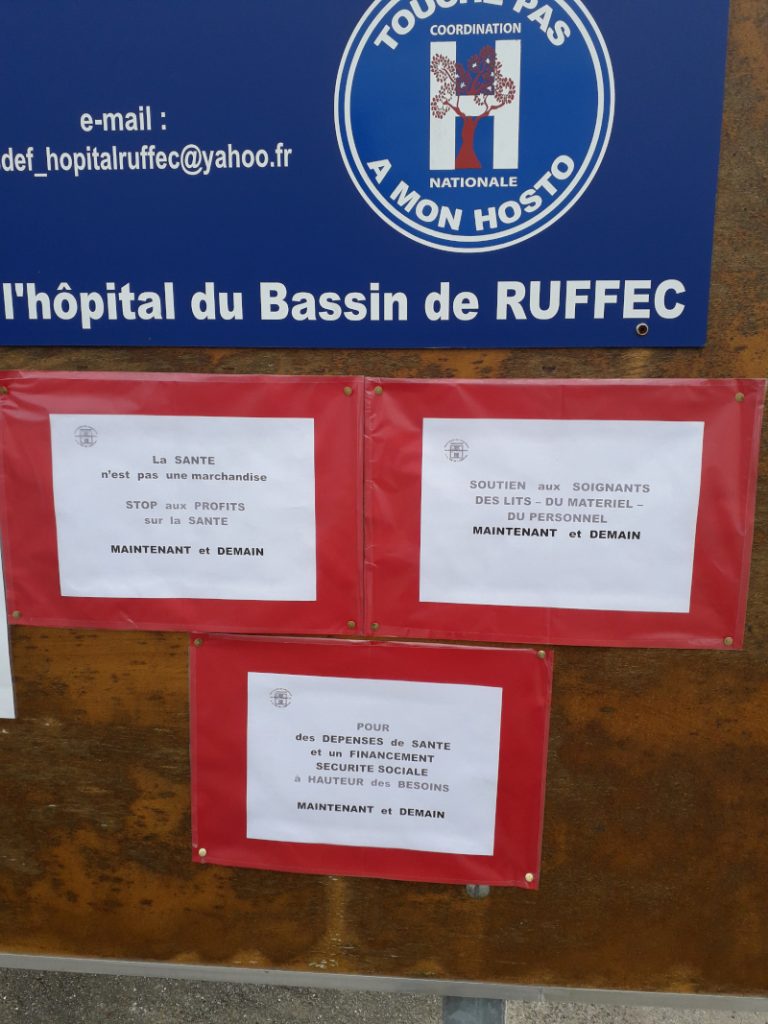 TOUCHE PAS
COORDINATION
H
NATIONALE
A MON HOSTO
e-mail :
def_hopitalruffec@yahoo.fr
l'hôpital du Bassin de RUFFEC
La SANTE
n'est pas une marchandise
STOP aux PROFITS
sur la SANTE
MAINTENANT et DEMAIN
SOUTIEN aux SOIGNANTS
DES LITS – DU MATERIEL –
DU PERSONNEL
MAINTENANT et DEMAIN
POUR
des DEPENSES de SANTE
et un FINANCEMENT
SECURITE SOCIALE
à HAUTEUR des BESOINS
MAINTENANT et DEMAIN